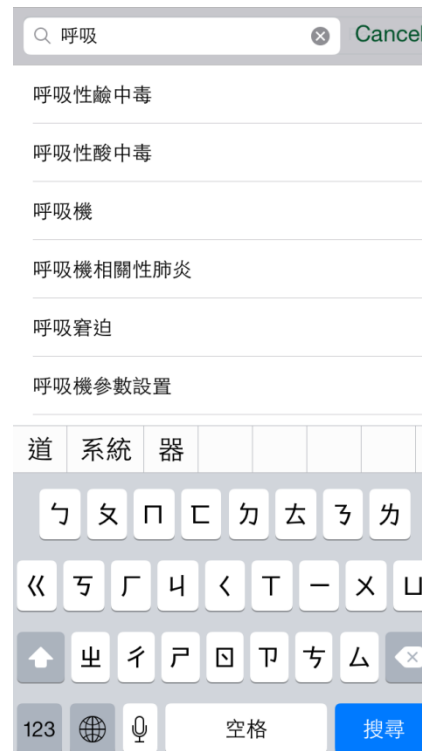 呼吸 Cancel
呼吸性鹼中毒
呼吸性酸中毒
呼吸機
呼吸機相關性肺炎
呼吸窘迫
呼吸機參數設置
道 系統 器
ㄅ ㄆ ㄇ ㄈ ㄉ ㄊ ㄋ ㄌ
ㄍ ㄎ ㄏ ㄐ ㄑ ㄒ ㄧ ㄨ ㄩ
ㄓ ㄔ ㄕ ㄖ ㄗ ㄘ ㄙ
123 空格 搜尋